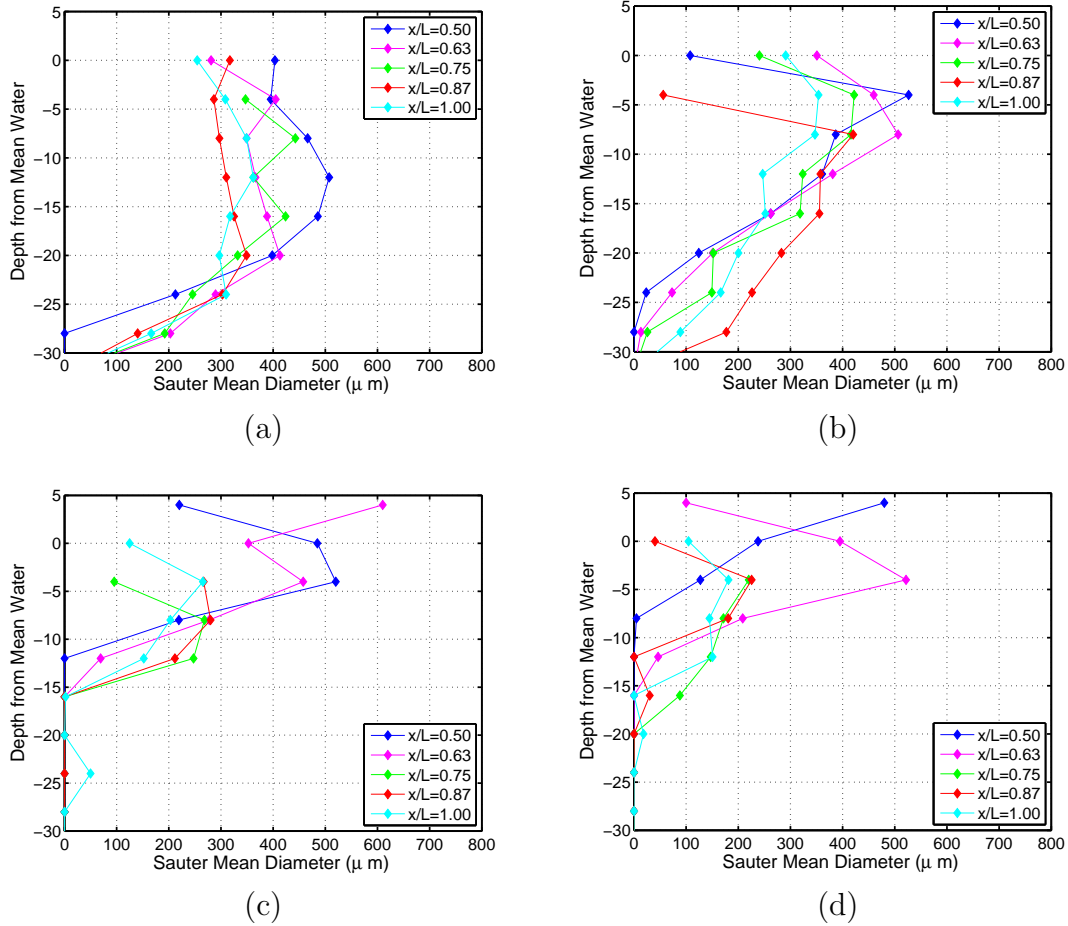 5
0
−5
−10
−15
−20
−25
−30
Depth from Mean Water
0 100 200 300 400 500 600 700 800
Sauter Mean Diameter (μ m)
x/L=0.50
x/L=0.63
x/L=0.75
x/L=0.87
x/L=1.00
(a)
5
0
−5
−10
−15
−20
−25
−30
Depth from Mean Water
0 100 200 300 400 500 600 700 800
Sauter Mean Diameter (μ m)
x/L=0.50
x/L=0.63
x/L=0.75
x/L=0.87
x/L=1.00
(b)
5
0
−5
−10
−15
−20
−25
−30
Depth from Mean Water
0 100 200 300 400 500 600 700 800
Sauter Mean Diameter (μ m)
x/L=0.50
x/L=0.63
x/L=0.75
x/L=0.87
x/L=1.00
(c)
5
0
−5
−10
−15
−20
−25
−30
Depth from Mean Water
0 100 200 300 400 500 600 700 800
Sauter Mean Diameter (μ m)
x/L=0.50
x/L=0.63
x/L=0.75
x/L=0.87
x/L=1.00
(d)